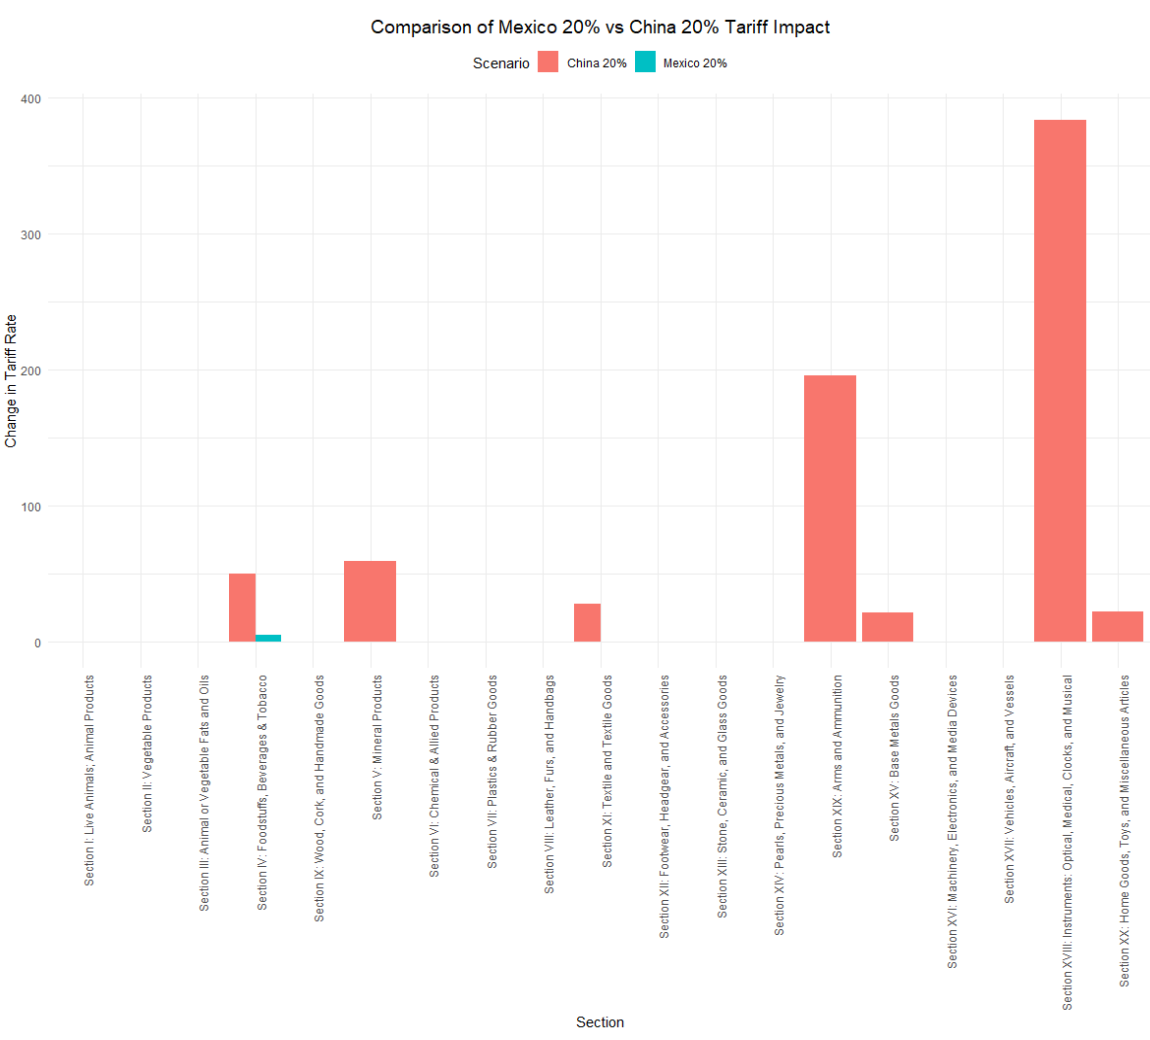 Comparison of Mexico 20% vs China 20% Tariff Impact
Scenario China 20% Mexico 20%
400
300
200
100
0
Change in Tariff Rate
Section I: Live Animals; Animal Products
Section II: Vegetable Products
Section III: Animal or Vegetable Fats and Oils
Section IV: Foodstuffs, Beverages & Tobacco
Section IX: Wood, Cork, and Handmade Goods
Section V: Mineral Products
Section VI: Chemical & Allied Products
Section VII: Plastics & Rubber Goods
Section VIII: Leather, Furs, and Handbags
Section XI: Textile and Textile Goods
Section XII: Footwear, Headgear, and Accessories
Section XIII: Stone, Ceramic, and Glass Goods
Section XIV: Pearls, Precious Metals, and Jewelry
Section XIX: Arms and Ammunition
Section XV: Base Metals Goods
Section XVI: Machinery, Electronics, and Media Devices
Section XVII: Vehicles, Aircraft, and Vessels
Section XVIII: Instruments: Optical, Medical, Clocks, and Musical
Section XX: Home Goods, Toys, and Miscellaneous Articles
Section